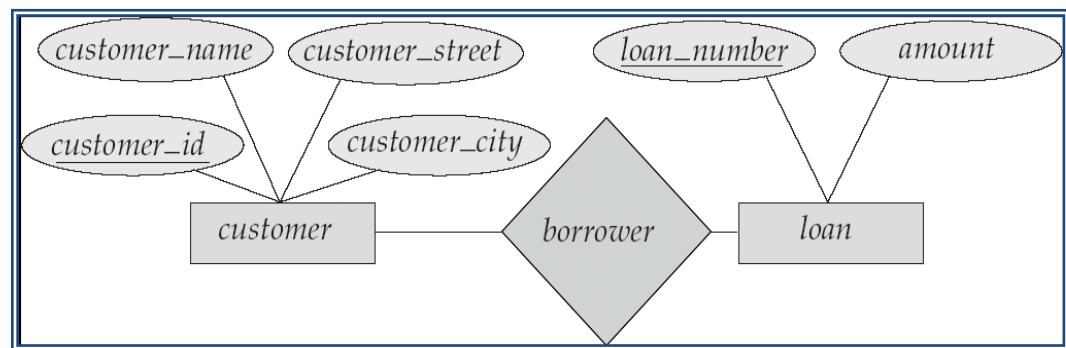 customer_name
customer_street
loan_number
amount
customer_id
customer_city
customer
borrower
loan